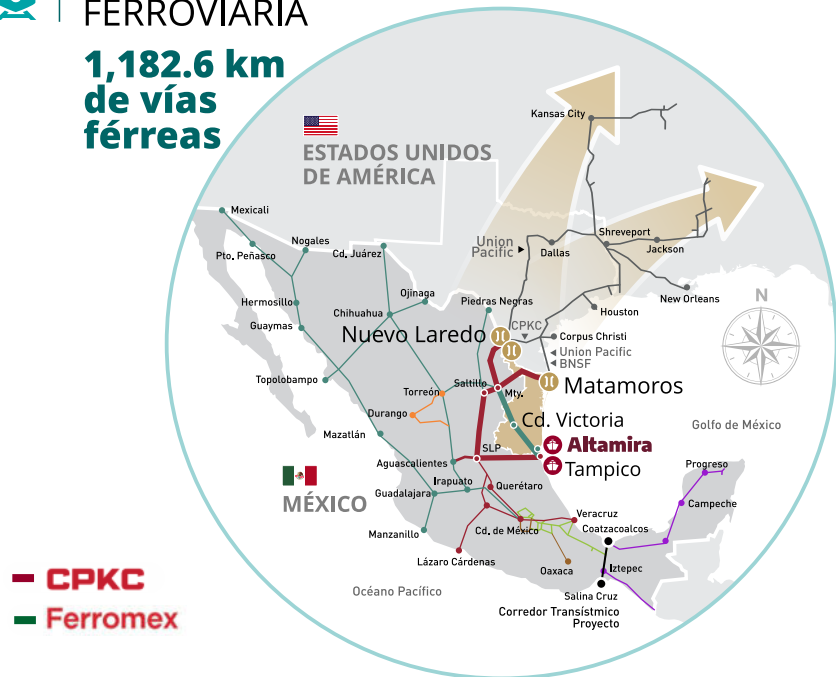 FERROVIARIA
1,182.6 km
de vías
férreas
ESTADOS UNIDOS
DE AMÉRICA
Kansas City
Union
Pacific
Dallas
Shreveport
Jackson
New Orleans
Houston
Mexicali
Pto. Peñasco
Nogales
Cd. Juárez
Ojinaga
Hermosillo
Guaymas
Chihuahua
Piedras Negras
CPKC
Nuevo Laredo
Corpus Christi
Union Pacific
BNSF
N
Topolobampo
Torreón
Saltillo
Mty.
Matamoros
Durango
Cd. Victoria
Mazatlán
SLP
Altamira
Tampico
Golfo de México
Aguascalientes
Irapuato
Querétaro
Guadalajara
MÉXICO
Manzanillo
Cd. de México
Veracruz
Coatzacoalcos
Progreso
Campeche
Lázaro Cárdenas
Oaxaca
Iztepec
Salina Cruz
Corredor Transístmico
Proyecto
Océano Pacífico
CPKC
Ferromex